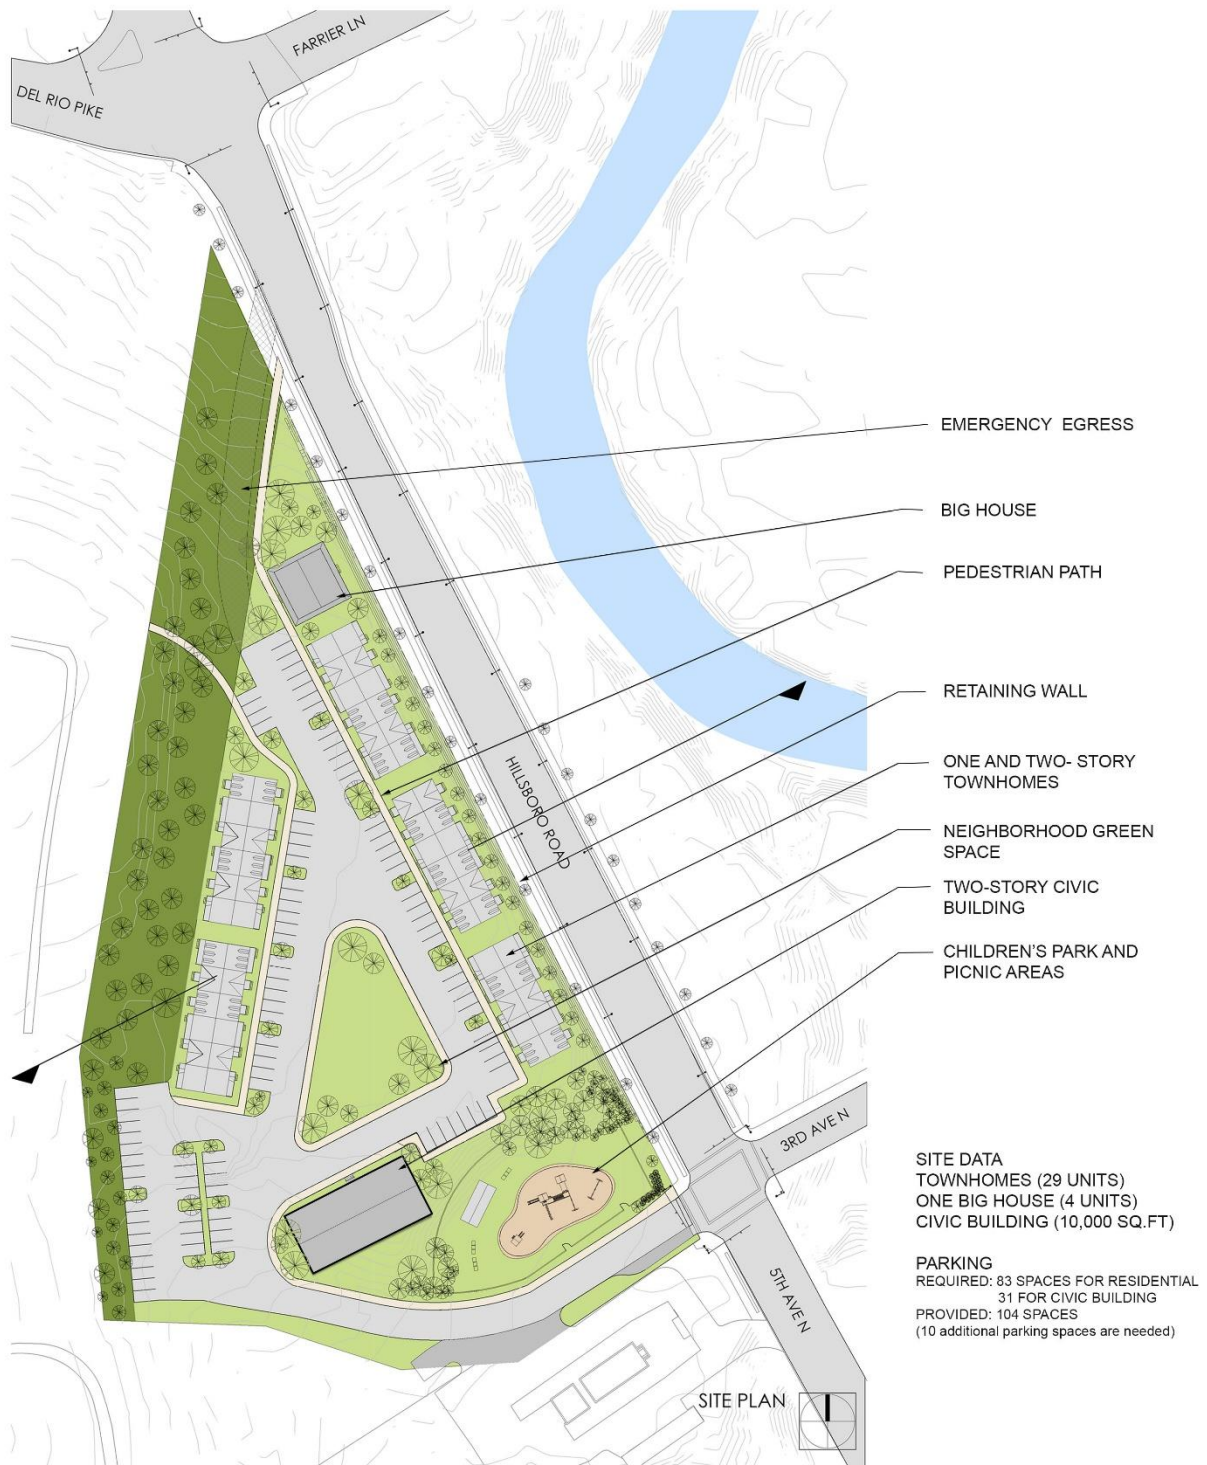 FARRIER LN
DEL RIO PIKE
EMERGENCY EGRESS
BIG HOUSE
PEDESTRIAN PATH
RETAINING WALL
HILLSBORO ROAD
ONE AND TWO- STORY
TOWNHOMES
NEIGHBORHOOD GREEN
SPACE
TWO-STORY CIVIC
BUILDING
CHILDREN'S PARK AND
PICNIC AREAS
3RD AVE N
5TH AVE N
SITE DATA
TOWNHOMES (29 UNITS)
ONE BIG HOUSE (4 UNITS)
CIVIC BUILDING (10,000 SQ.FT)
PARKING
REQUIRED: 83 SPACES FOR RESIDENTIAL
31 FOR CIVIC BUILDING
PROVIDED: 104 SPACES
(10 additional parking spaces are needed)
SITE PLAN